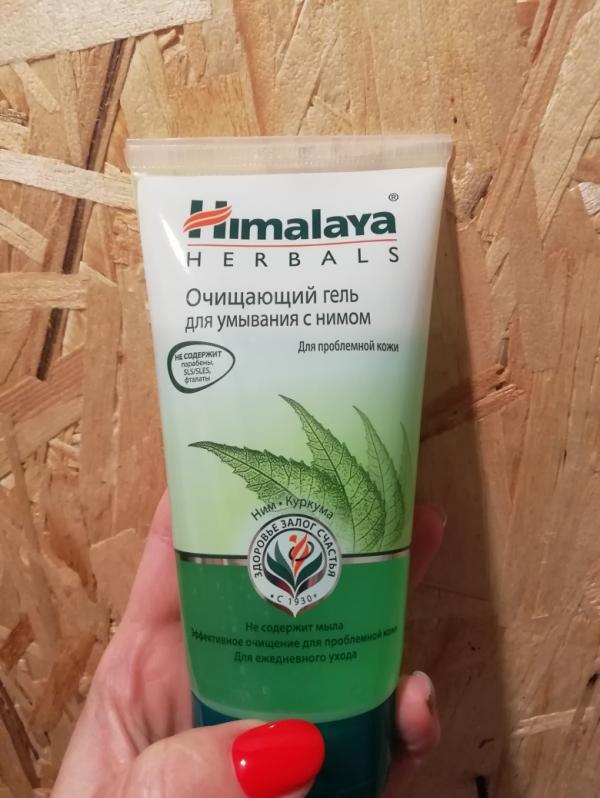 Himalaya®
HERBALS
Очищающий гель
для умывания с нимом
Для проблемной кожи
НЕ СОДЕРЖИТ
парабены,
SLS/SLES,
фталаты
Ним • Куркума
ЗДОРОВЬЕ ЗАЛОГ СЧАСТЬЯ
• С 1930 •
Не содержит мыла
Эффективное очищение для проблемной кожи
Для ежедневного ухода